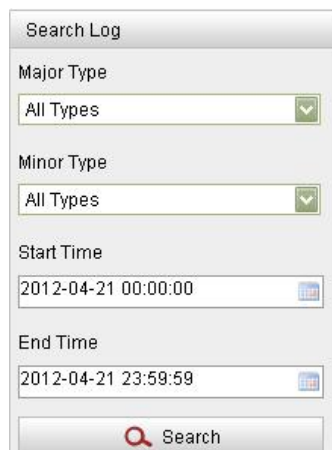 Search Log
Major Type
All Types
Minor Type
All Types
Start Time
2012-04-21 00:00:00
End Time
2012-04-21 23:59:59
Search